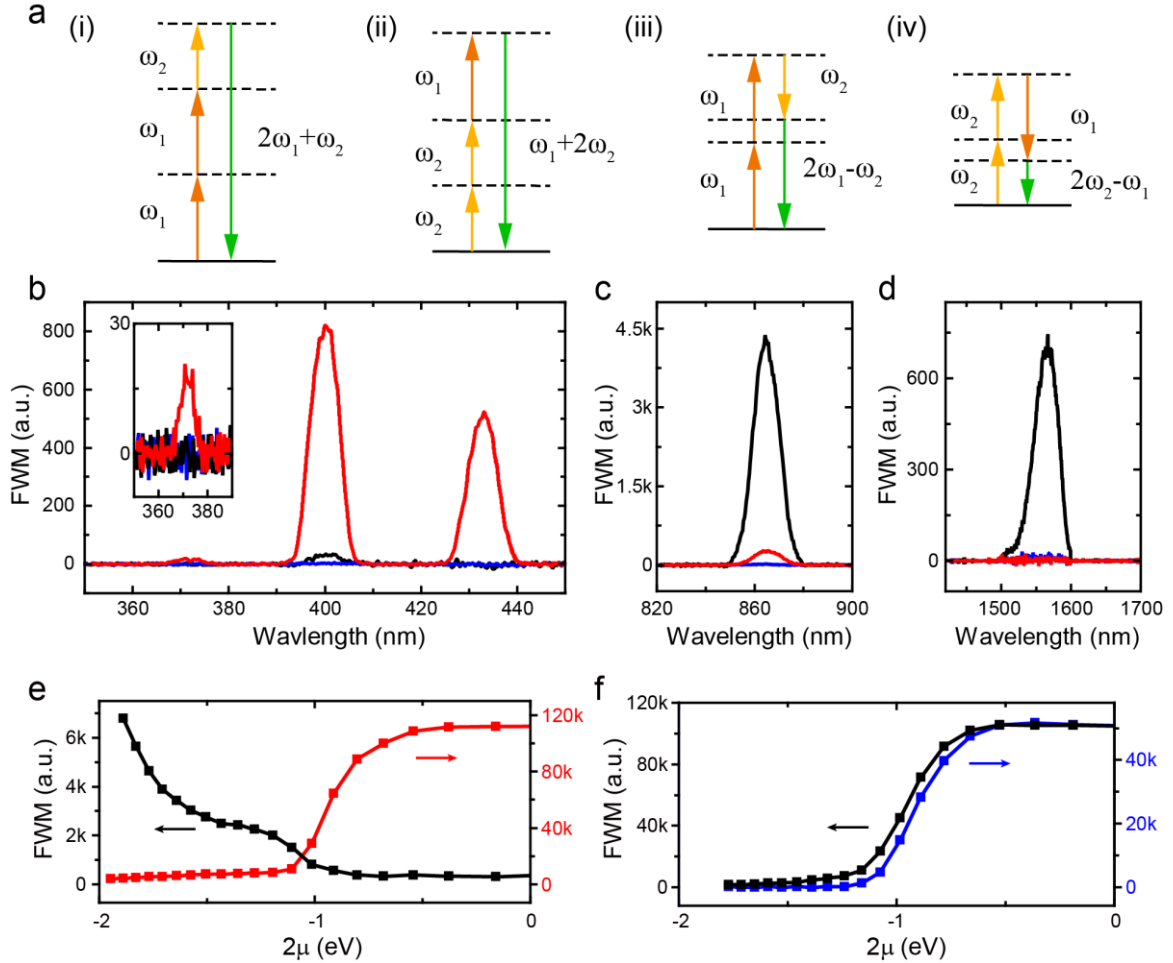 a
(i)
(ii)
(iii)
(iv)
ω2
ω1
ω1
2ω1+ω2
ω1
ω2
ω2
ω1+2ω2
ω1
ω2
ω1
2ω1-ω2
ω2
ω1
ω2
2ω2-ω1
b
FWM (a.u.)
800
600
400
200
0
30
0
360 380
360 380 400 420 440
Wavlength (nm)
c
FWM (a.u.)
4.5k
3k
1.5k
0
820 860 900
Wavelength (nm)
d
FWM (a.u.)
600
300
0
1500 1600 1700
Wavelength (nm)
e
FWM (a.u.)
6k
4k
2k
0
120k
80k
40k
0
-2 -1 0
2μ (eV)
f
FWM (a.u.)
120k
80k
40k
0
40k
20k
0
-2 -1 0
2μ (eV)